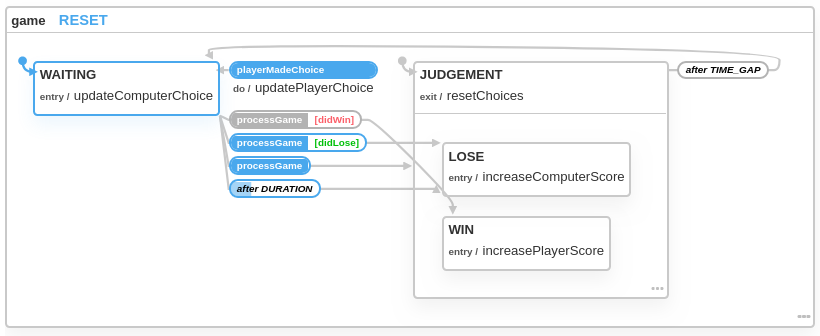 game RESET
WAITING
entry / updateComputerChoice
playerMadeChoice
do / updatePlayerChoice
processGame [didWin]
processGame [didLose]
processGame
after DURATION
JUDGEMENT
exit / resetChoices
LOSE
entry / increaseComputerScore
WIN
entry / increasePlayerScore
after TIME_GAP